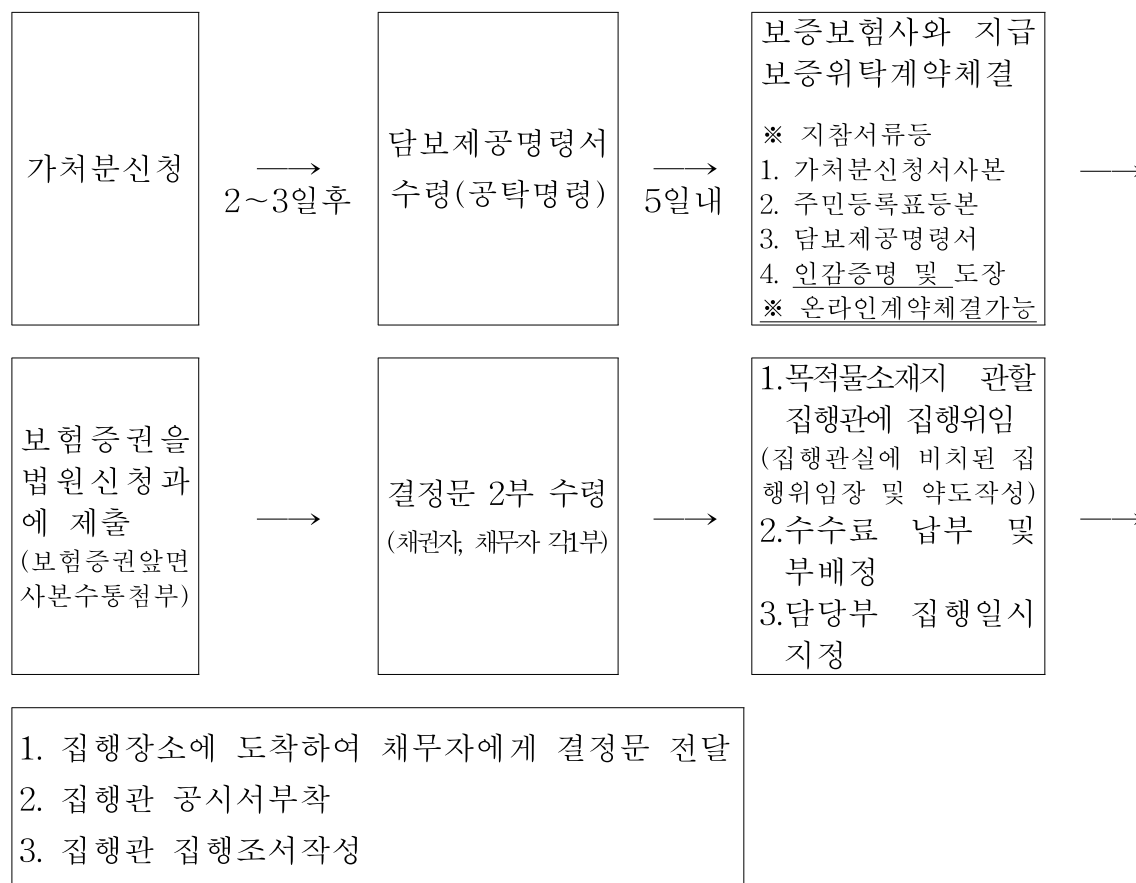 가처분신청
⟶
2∼3일후
담보제공명령서
수령(공탁명령)
⟶
5일내
보증보험사와 지급
보증위탁계약체결
※ 지참서류등
1. 가처분신청서사본
2. 주민등록표등본
3. 담보제공명령서
4. 인감증명 및 도장
※ 온라인계약체결가능
⟶
보험증권을
법원신청과
에 제출
(보험증권앞면
사본수통첨부)
⟶
결정문 2부 수령
(채권자, 채무자 각1부)
⟶
1.목적물소재지 관할
집행관에 집행위임
(집행관실에 비치된 집
행위임장 및 약도작성)
2.수수료 납부 및
부배정
3.담당부 집행일시
지정
⟶
1. 집행장소에 도착하여 채무자에게 결정문 전달
2. 집행관 공시서부착
3. 집행관 집행조서작성